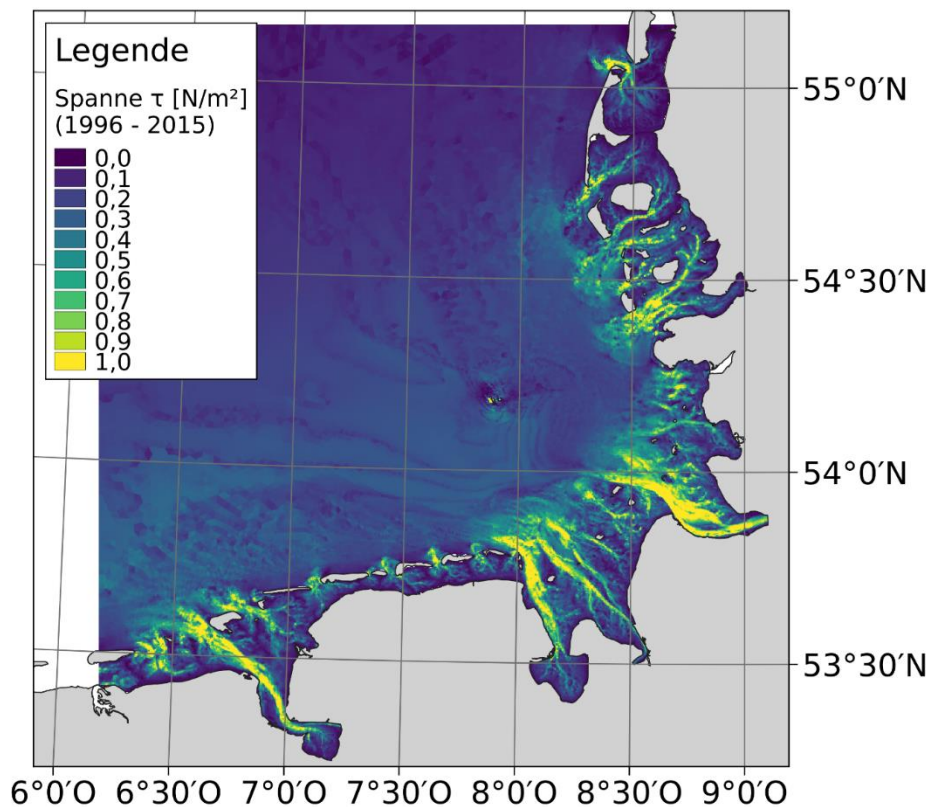 Legende
Spanne τ [N/m²]
(1996 - 2015)
0,0
0,1
0,2
0,3
0,4
0,5
0,6
0,7
0,8
0,9
1,0
55°0′N
54°30′N
54°0′N
53°30′N
6°0′O 6°30′O 7°0′O 7°30′O 8°0′O 8°30′O 9°0′O